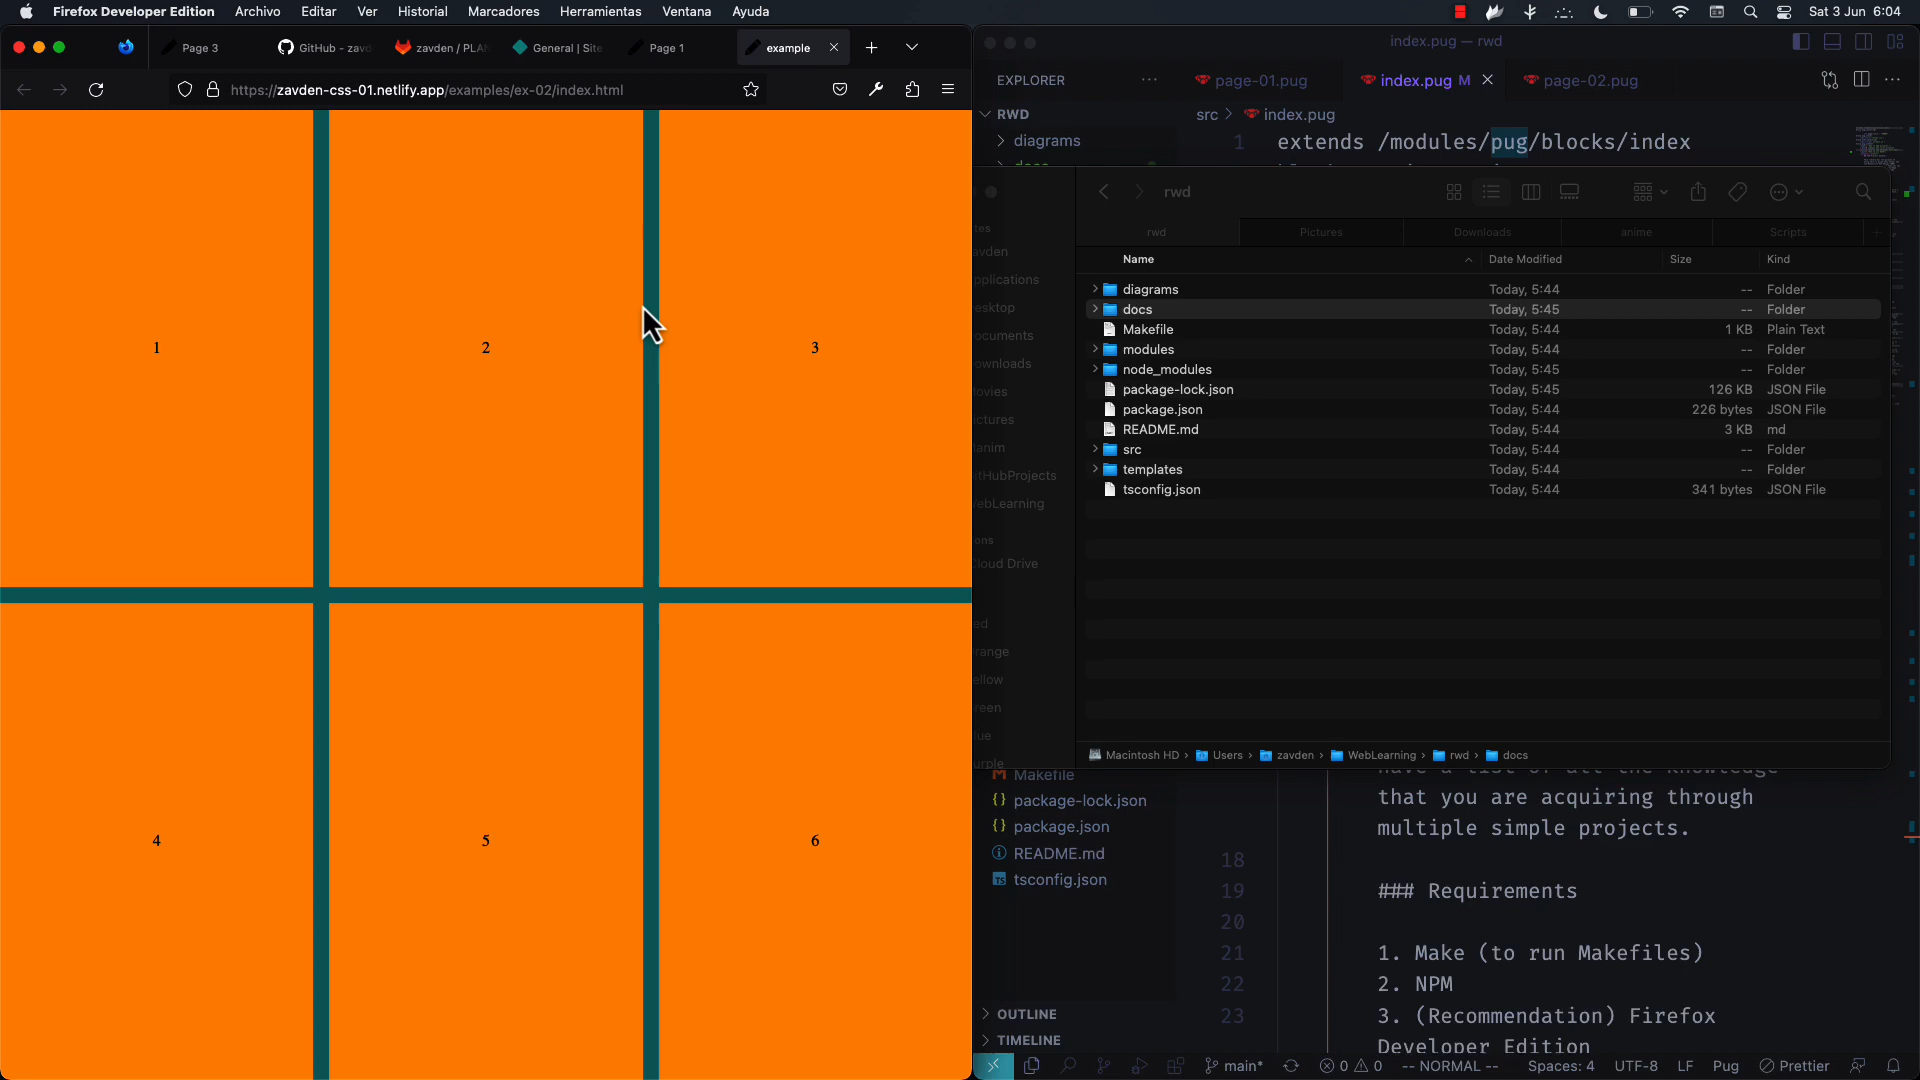 Firefox Developer Edition Archivo Editar Ver Historial Marcadores Herramientas Ventana Ayuda
Sat 3 Jun 6:04
Page 3
GitHub - zavd
zavden / PLAN
General | Site
Page 1
example
https://zavden-css-01.netlify.app/examples/ex-02/index.html
1
2
3
4
5
6
index.pug — rwd
EXPLORER
page-01.pug
index.pug M
page-02.pug
RWD
src > index.pug
diagrams
1 extends /modules/pug/blocks/index
rwd
rwd
Pictures
Downloads
anime
Scripts
Name Date Modified Size Kind
diagrams Today, 5:44 -- Folder
docs Today, 5:45 -- Folder
Makefile Today, 5:44 1 KB Plain Text
modules Today, 5:44 -- Folder
node_modules Today, 5:45 -- Folder
package-lock.json Today, 5:45 126 KB JSON File
package.json Today, 5:44 226 bytes JSON File
README.md Today, 5:44 3 KB md
src Today, 5:44 -- Folder
templates Today, 5:44 -- Folder
tsconfig.json Today, 5:44 341 bytes JSON File
Macintosh HD › Users › zavden › WebLearning › rwd › docs
Makefile
package-lock.json
package.json
README.md
tsconfig.json
OUTLINE
TIMELINE
have a list of all the knowledge
that you are acquiring through
multiple simple projects.
18
19 ### Requirements
20
21 1. Make (to run Makefiles)
22 2. NPM
23 3. (Recommendation) Firefox
Developer Edition
main* 0 0 -- NORMAL -- Spaces: 4 UTF-8 LF Pug Prettier